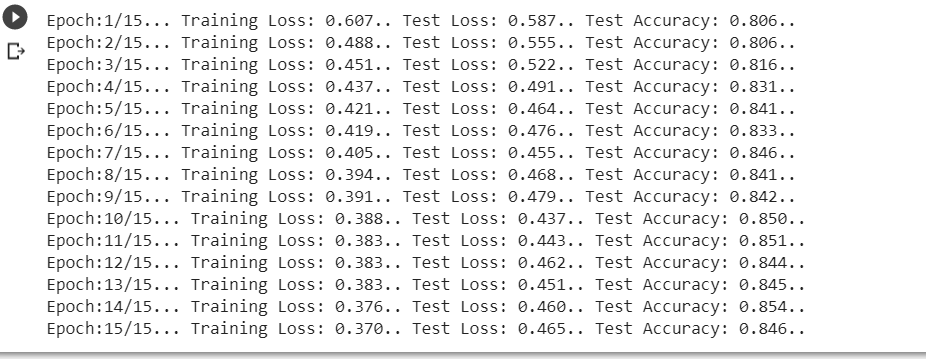 Epoch:1/15... Training Loss: 0.607.. Test Loss: 0.587.. Test Accuracy: 0.806..
Epoch:2/15... Training Loss: 0.488.. Test Loss: 0.555.. Test Accuracy: 0.806..
Epoch:3/15... Training Loss: 0.451.. Test Loss: 0.522.. Test Accuracy: 0.816..
Epoch:4/15... Training Loss: 0.437.. Test Loss: 0.491.. Test Accuracy: 0.831..
Epoch:5/15... Training Loss: 0.421.. Test Loss: 0.464.. Test Accuracy: 0.841..
Epoch:6/15... Training Loss: 0.419.. Test Loss: 0.476.. Test Accuracy: 0.833..
Epoch:7/15... Training Loss: 0.405.. Test Loss: 0.455.. Test Accuracy: 0.846..
Epoch:8/15... Training Loss: 0.394.. Test Loss: 0.468.. Test Accuracy: 0.841..
Epoch:9/15... Training Loss: 0.391.. Test Loss: 0.479.. Test Accuracy: 0.842..
Epoch:10/15... Training Loss: 0.388.. Test Loss: 0.437.. Test Accuracy: 0.850..
Epoch:11/15... Training Loss: 0.383.. Test Loss: 0.443.. Test Accuracy: 0.851..
Epoch:12/15... Training Loss: 0.383.. Test Loss: 0.462.. Test Accuracy: 0.844..
Epoch:13/15... Training Loss: 0.383.. Test Loss: 0.451.. Test Accuracy: 0.845..
Epoch:14/15... Training Loss: 0.376.. Test Loss: 0.460.. Test Accuracy: 0.854..
Epoch:15/15... Training Loss: 0.370.. Test Loss: 0.465.. Test Accuracy: 0.846..